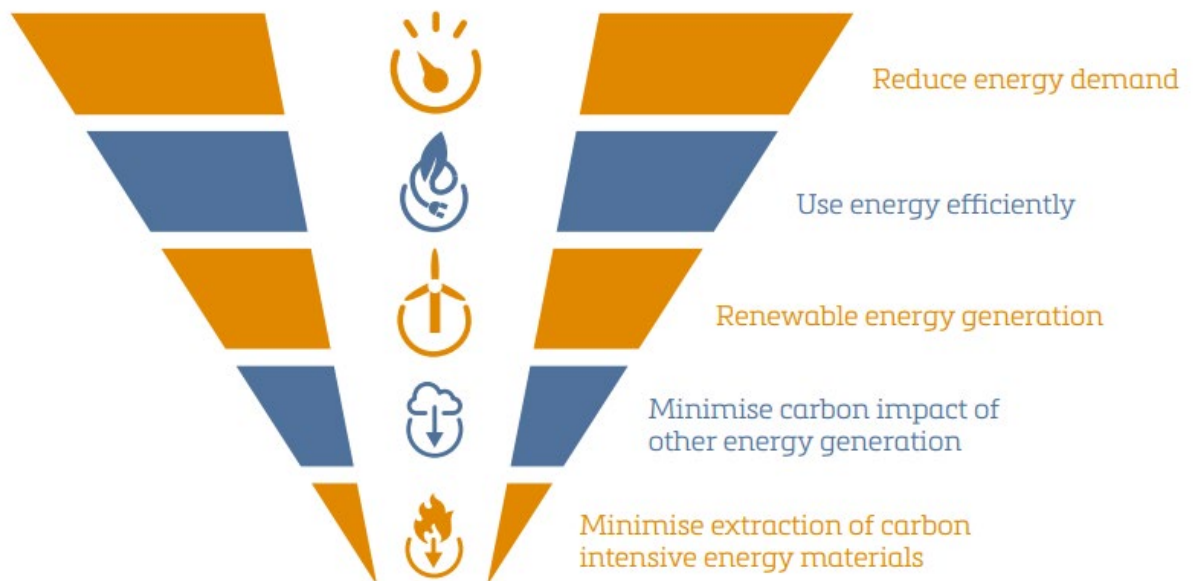 Reduce energy demand
Use energy efficiently
Renewable energy generation
Minimise carbon impact of
other energy generation
Minimise extraction of carbon
intensive energy materials